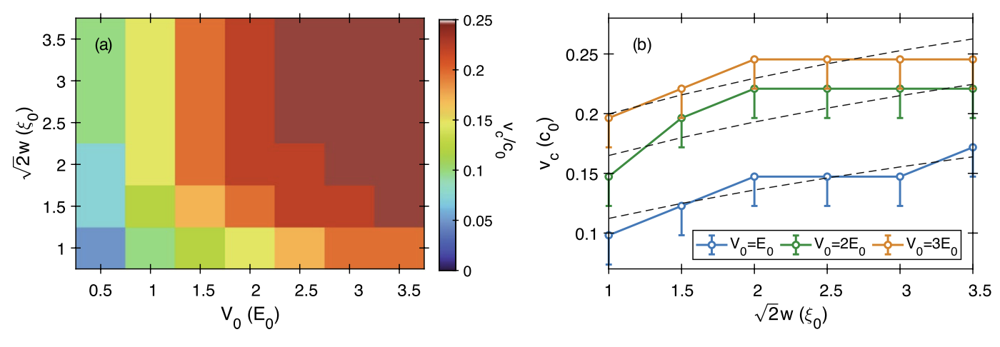 (a)
3.5
3
2.5
2
1.5
1
√2w (ξ₀)
0.5 1 1.5 2 2.5 3 3.5
V₀ (E₀)
0.25
0.2
0.15
0.1
0.05
0
v_c/c₀
(b)
0.25
0.2
0.15
0.1
v_c (c₀)
V₀=E₀ V₀=2E₀ V₀=3E₀
1 1.5 2 2.5 3 3.5
√2w (ξ₀)